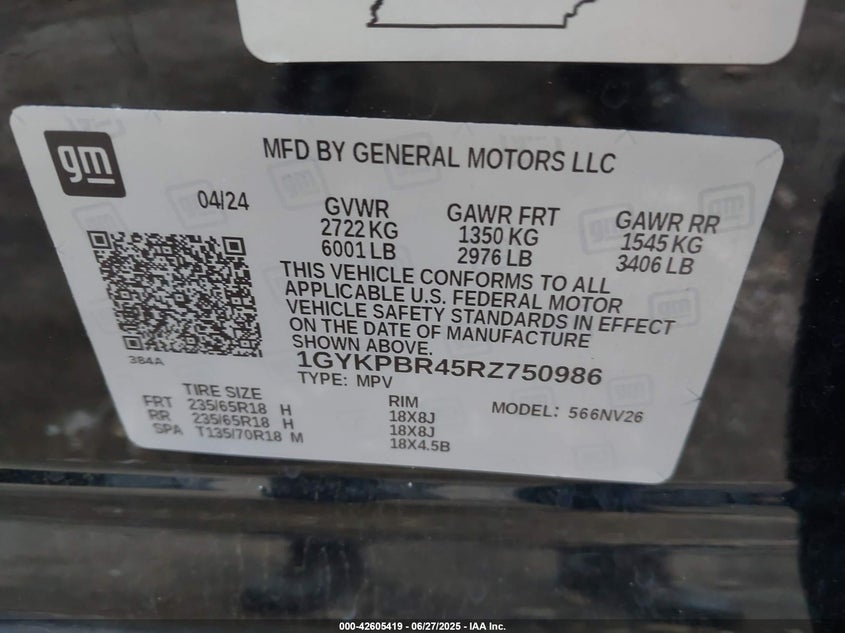 gm
MFD BY GENERAL MOTORS LLC
04/24
GVWR
2722 KG
6001 LB
GAWR FRT
1350 KG
2976 LB
GAWR RR
1545 KG
3406 LB
THIS VEHICLE CONFORMS TO ALL
APPLICABLE U.S. FEDERAL MOTOR
VEHICLE SAFETY STANDARDS IN EFFECT
ON THE DATE OF MANUFACTURE
SHOWN ABOVE.
384A
1GYKPBR45RZ750986
TYPE: MPV
TIRE SIZE
FRT 235/65R18 H
RR 235/65R18 H
SPA T135/70R18 M
RIM
18X8J
18X8J
18X4.5B
MODEL: 566NV26
000-42605419 - 06/27/2025 - IAA Inc.